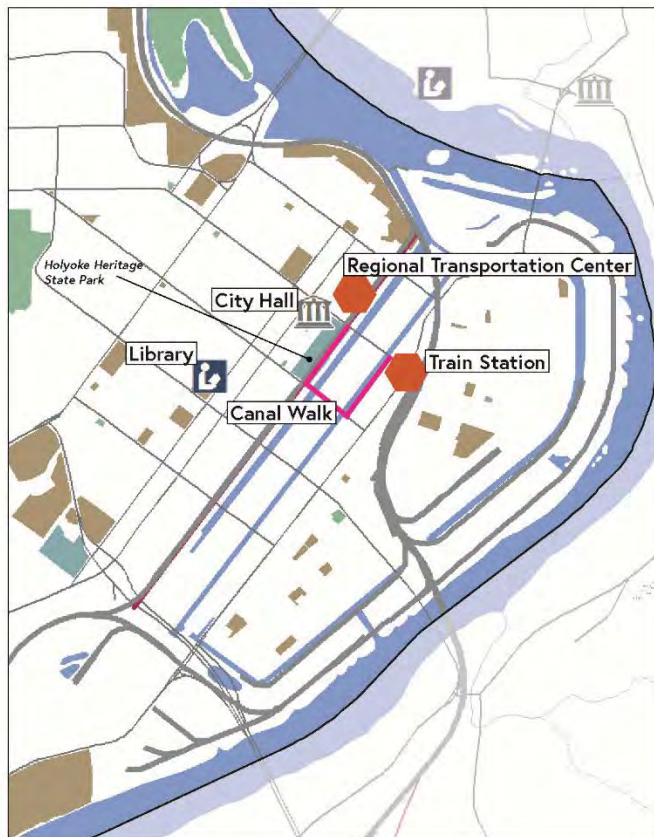 Regional Transportation Center
Holyoke Heritage
State Park
City Hall
Library
Train Station
Canal Walk